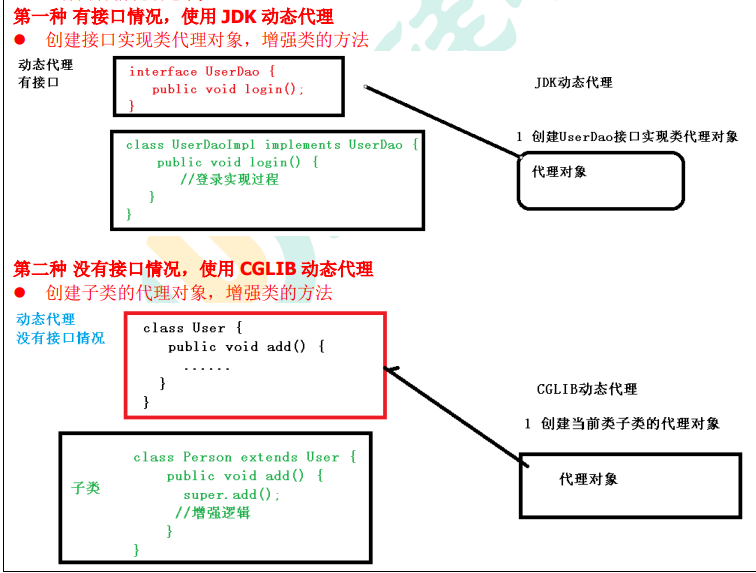 第一种 有接口情况，使用 JDK 动态代理
● 创建接口实现类代理对象，增强类的方法
动态代理
有接口
interface UserDao {
public void login();
}
JDK动态代理
1 创建UserDao接口实现类代理对象
代理对象
class UserDaoImpl implements UserDao {
public void login() {
//登录实现过程
}
}
第二种 没有接口情况，使用 CGLIB 动态代理
● 创建子类的代理对象，增强类的方法
动态代理
没有接口情况
class User {
public void add() {
......
}
}
CGLIB动态代理
1 创建当前类子类的代理对象
代理对象
子类
class Person extends User {
public void add() {
super.add();
//增强逻辑
}
}